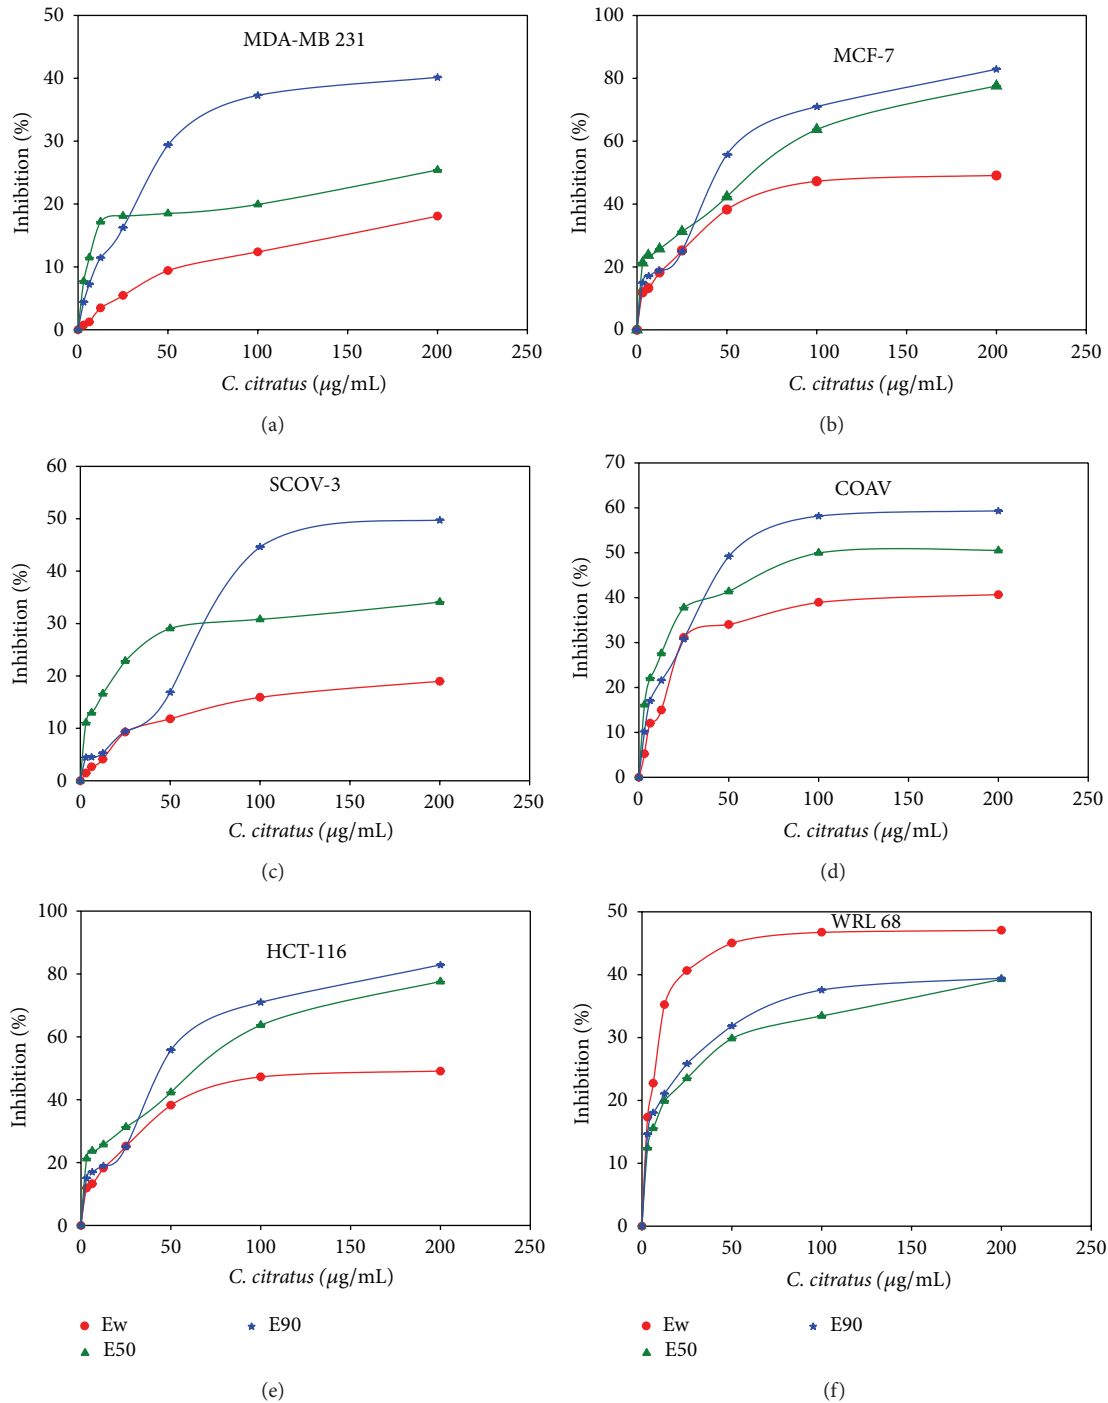 MDA-MB 231
Inhibition (%)
50
40
30
20
10
0
0 50 100 150 200 250
C. citratus (μg/mL)
(a)
MCF-7
Inhibition (%)
100
80
60
40
20
0
0 50 100 150 200 250
C. citratus (μg/mL)
(b)
SCOV-3
Inhibition (%)
60
50
40
30
20
10
0
0 50 100 150 200 250
C. citratus (μg/mL)
(c)
COAV
Inhibition (%)
70
60
50
40
30
20
10
0
0 50 100 150 200 250
C. citratus (μg/mL)
(d)
HCT-116
Inhibition (%)
100
80
60
40
20
0
0 50 100 150 200 250
C. citratus (μg/mL)
Ew
E50
E90
(e)
WRL 68
Inhibition (%)
50
40
30
20
10
0
0 50 100 150 200 250
C. citratus (μg/mL)
Ew
E50
E90
(f)